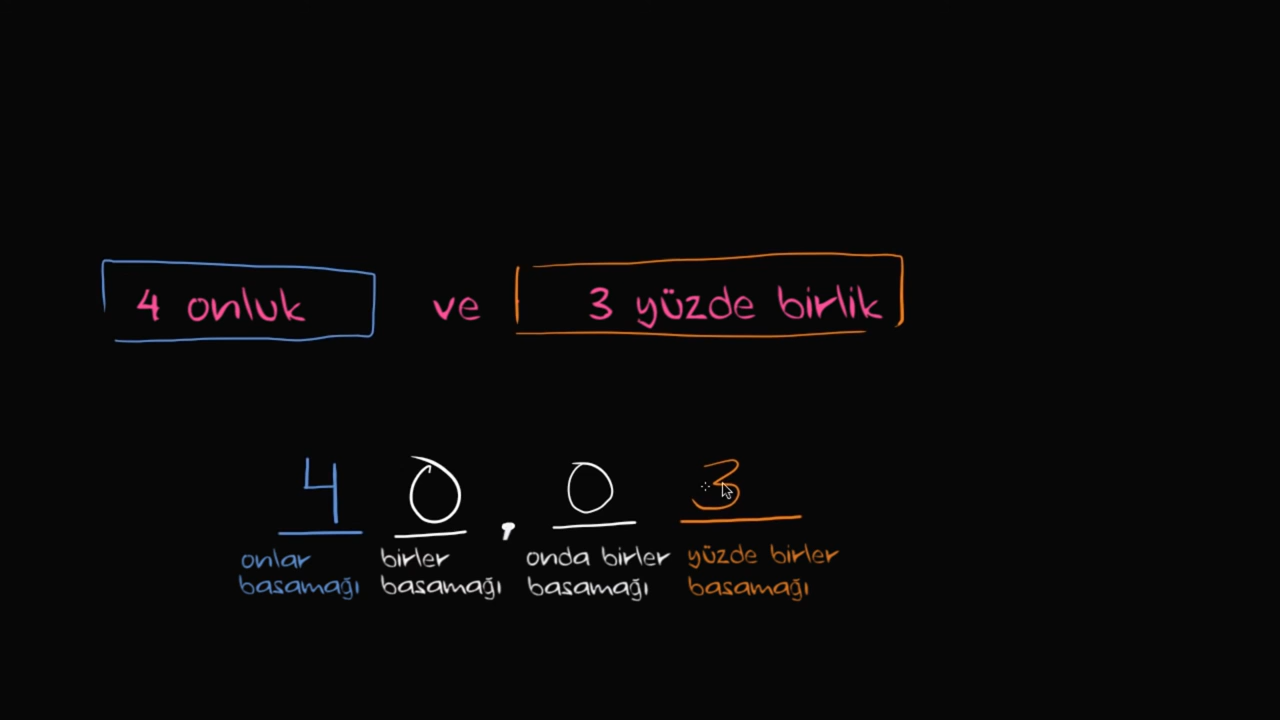 4 onluk ve 3 yüzde birlik
4 0 , 0 3
onlar birler onda birler yüzde birler
basamağı basamağı basamağı basamağı